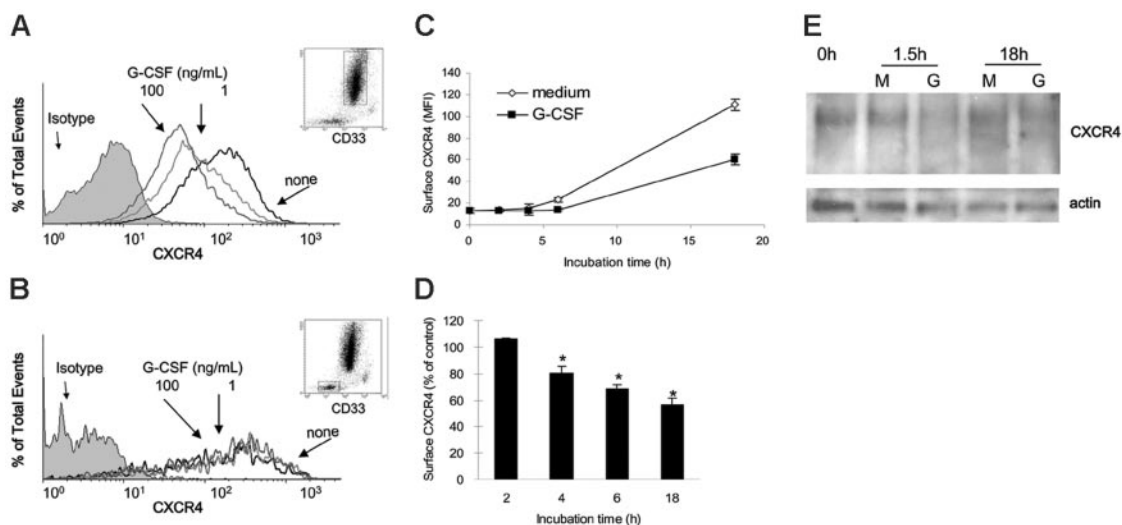 A
% of Total Events
Isotype
G-CSF (ng/mL)
100 1
none
10⁰ 10¹ 10² 10³
CXCR4
CD33
B
% of Total Events
Isotype
G-CSF (ng/mL)
100 1
none
10⁰ 10¹ 10² 10³
CXCR4
CD33
C
Surface CXCR4 (MFI)
140
120
100
80
60
40
20
0
medium
G-CSF
0 5 10 15 20
Incubation time (h)
D
Surface CXCR4 (% of control)
120
100
80
60
40
20
0
* * *
2 4 6 18
Incubation time (h)
E
0h 1.5h 18h
M G M G
CXCR4
actin